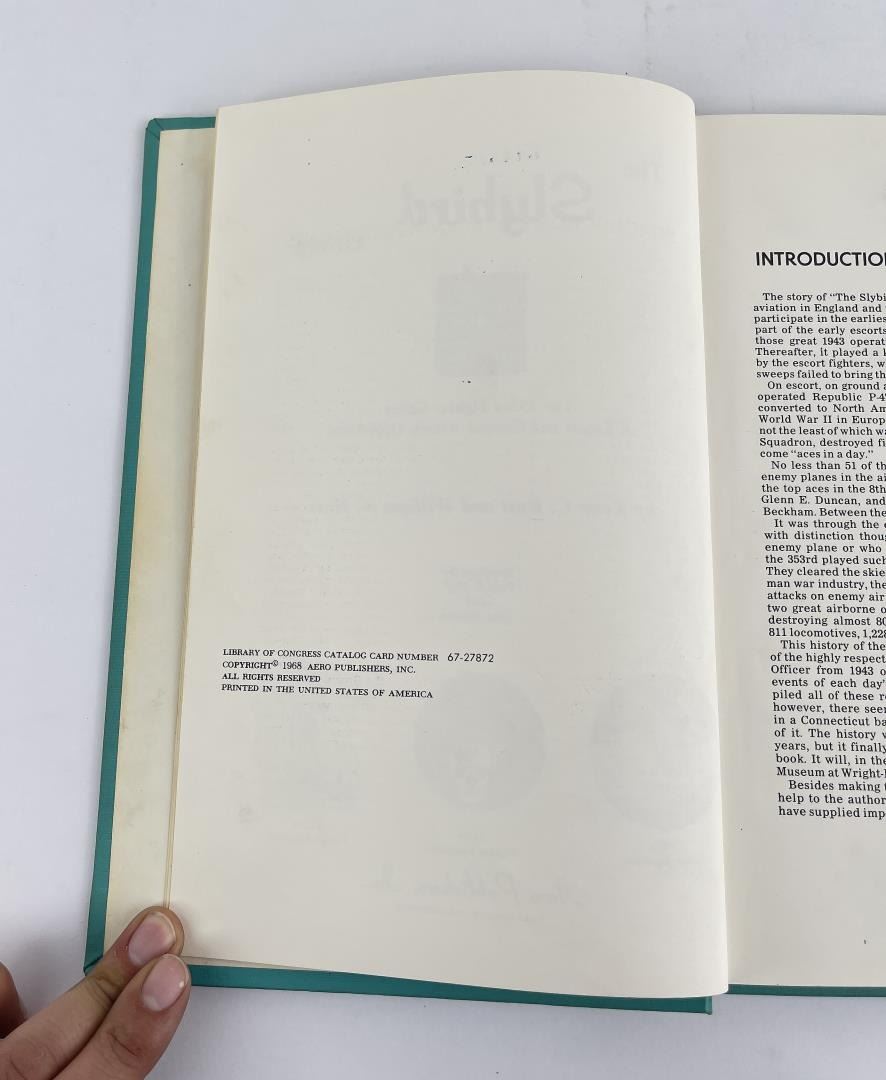 LIBRARY OF CONGRESS CATALOG CARD NUMBER 67-27872
COPYRIGHT© 1968 AERO PUBLISHERS, INC.
ALL RIGHTS RESERVED
PRINTED IN THE UNITED STATES OF AMERICA
INTRODUCTIO
The story of "The Slybi
aviation in England and
participate in the earlies
part of the early escorts
those great 1943 operat
Thereafter, it played a
by the escort fighters, w
sweeps failed to bring th
On escort, on ground a
operated Republic P-4
converted to North Am
World War II in Europ
not the least of which wa
Squadron, destroyed fi
come "aces in a day."
No less than 51 of th
enemy planes in the ai
the top aces in the 8th
Glenn E. Duncan, and
Beckham. Between the
It was through the
with distinction thou
enemy plane or who
the 353rd played such
They cleared the skie
man war industry, the
attacks on enemy air
two great airborne o
destroying almost 80
811 locomotives, 1,228
This history of the
of the highly respect
Officer from 1943 o
events of each day'
piled all of these r
however, there see
in a Connecticut ba
of it. The history
years, but it finally
book. It will, in the
Museum at Wright-
Besides making
help to the author
have supplied imp